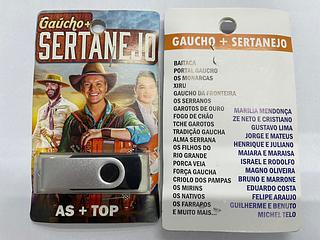 Gaúcho+
SERTANEJO
AS + TOP
GAUCHO + SERTANEJO
BAITACA
PORTAL GAUCHO
OS MONARCAS
XIRU
GAUCHO DA FRONTEIRA
OS SERRANOS
GAROTOS DE OURO
FOGO DE CHÃO
TCHE GAROTOS
TRADIÇÃO GAUCHA
ALMA SERRANA
OS FILHOS DO
RIO GRANDE
PORCA VEIA
FORÇA GAUCHA
CRIOLO DOS PAMPAS
OS MIRINS
OS NATIVOS
OS FARRAPOS
E MUITO MAIS...
MARILIA MENDONÇA
ZE NETO E CRISTIANO
GUSTAVO LIMA
JORGE E MATEUS
HENRIQUE E JULIANO
MAIARA E MARAISA
ISRAEL E RODOLFO
MAGNO OLIVEIRA
BRUNO E MARRONE
EDUARDO COSTA
FELIPE ARAUJO
GUILHERME E BENUTO
MICHEL TELO